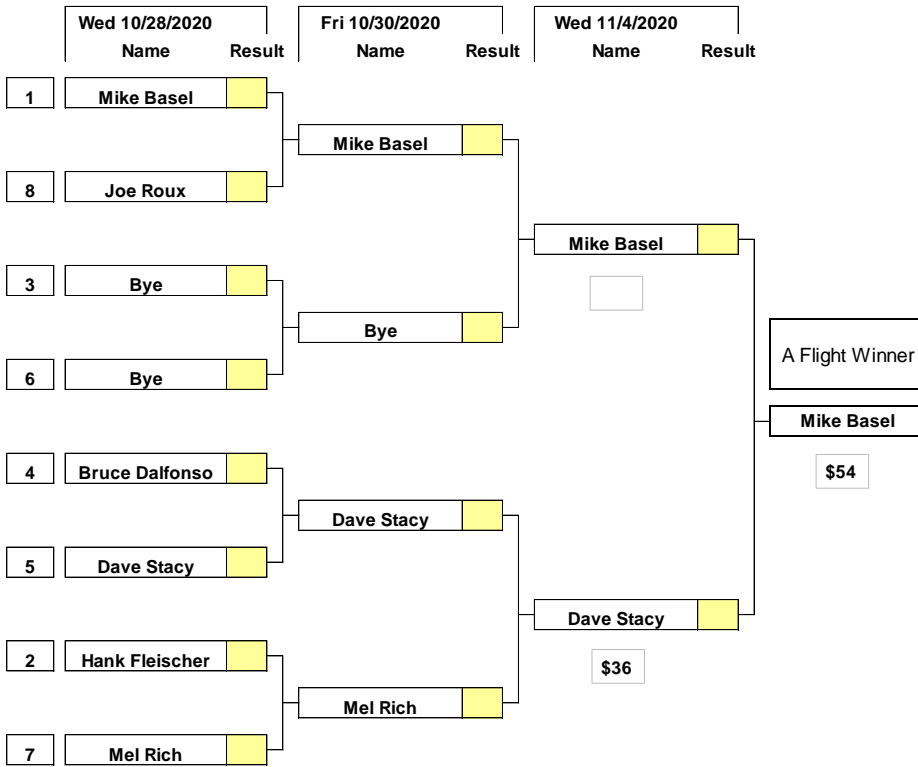 Wed 10/28/2020 Fri 10/30/2020 Wed 11/4/2020
Name Result Name Result Name Result
1 Mike Basel
Mike Basel
8 Joe Roux
Mike Basel
3 Bye
Bye
A Flight Winner
6 Bye
Mike Basel
4 Bruce Dalfonso
$54
Dave Stacy
5 Dave Stacy
Dave Stacy
2 Hank Fleischer
$36
Mel Rich
7 Mel Rich